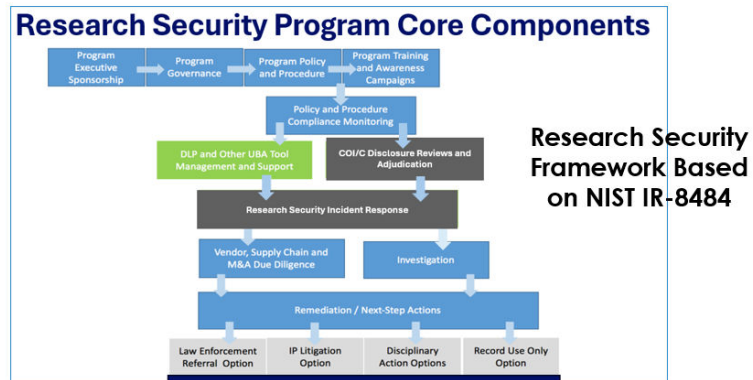 Research Security Program Core Components
Program
Executive
Sponsorship
Program
Governance
Program Policy
and Procedure
Program Training
and Awareness
Campaigns
Policy and Procedure
Compliance Monitoring
DLP and Other UBA Tool
Management and Support
COI/C Disclosure Reviews and
Adjudication
Research Security
Framework Based
on NIST IR-8484
Research Security Incident Response
Vendor, Supply Chain and
M&A Due Diligence
Investigation
Remediation / Next-Step Actions
Law Enforcement
Referral Option
IP Litigation
Option
Disciplinary
Action Options
Record Use Only
Option